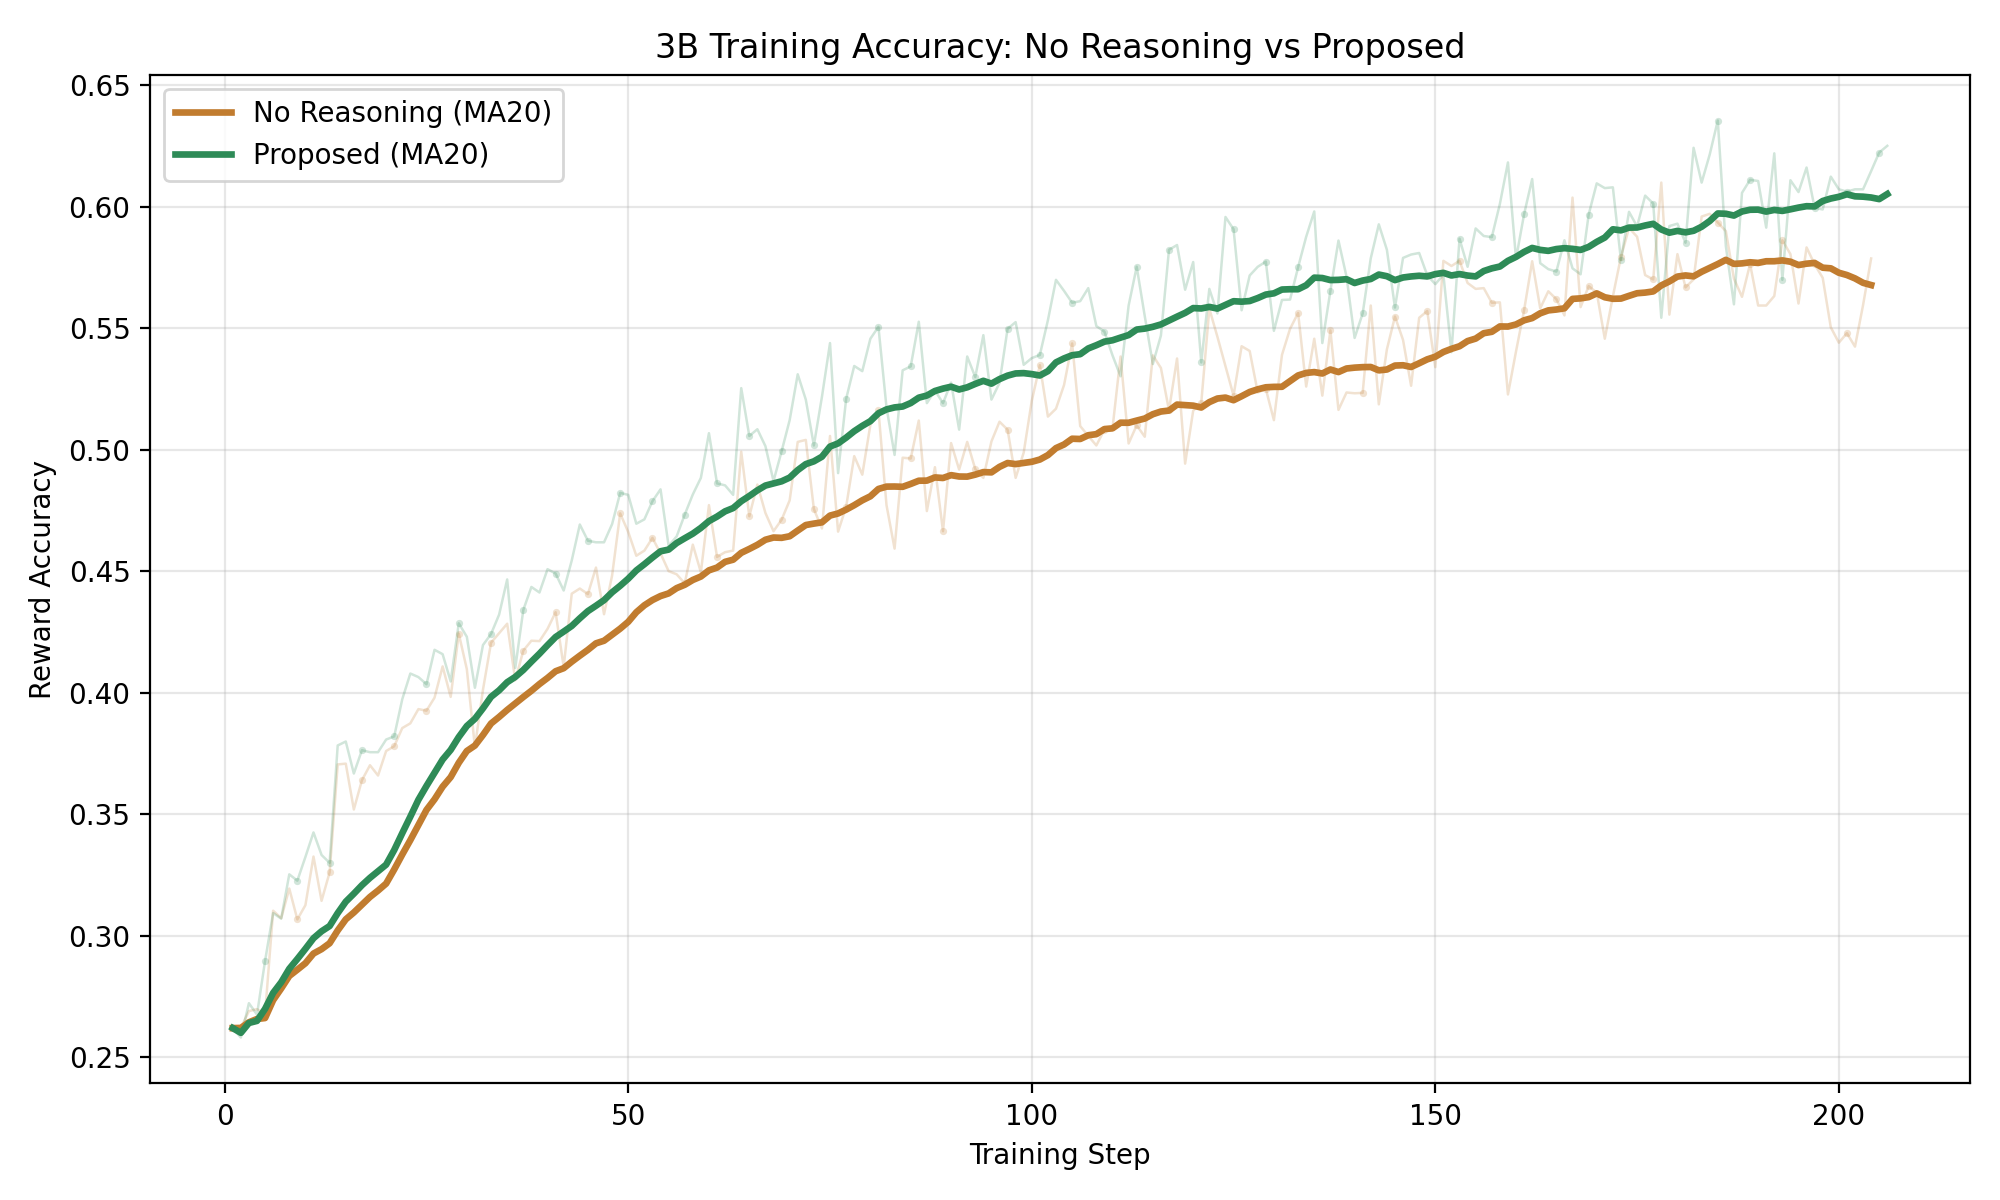 3B Training Accuracy: No Reasoning vs Proposed
No Reasoning (MA20)
Proposed (MA20)
Reward Accuracy
0.65
0.60
0.55
0.50
0.45
0.40
0.35
0.30
0.25
0
50
100
150
200
Training Step